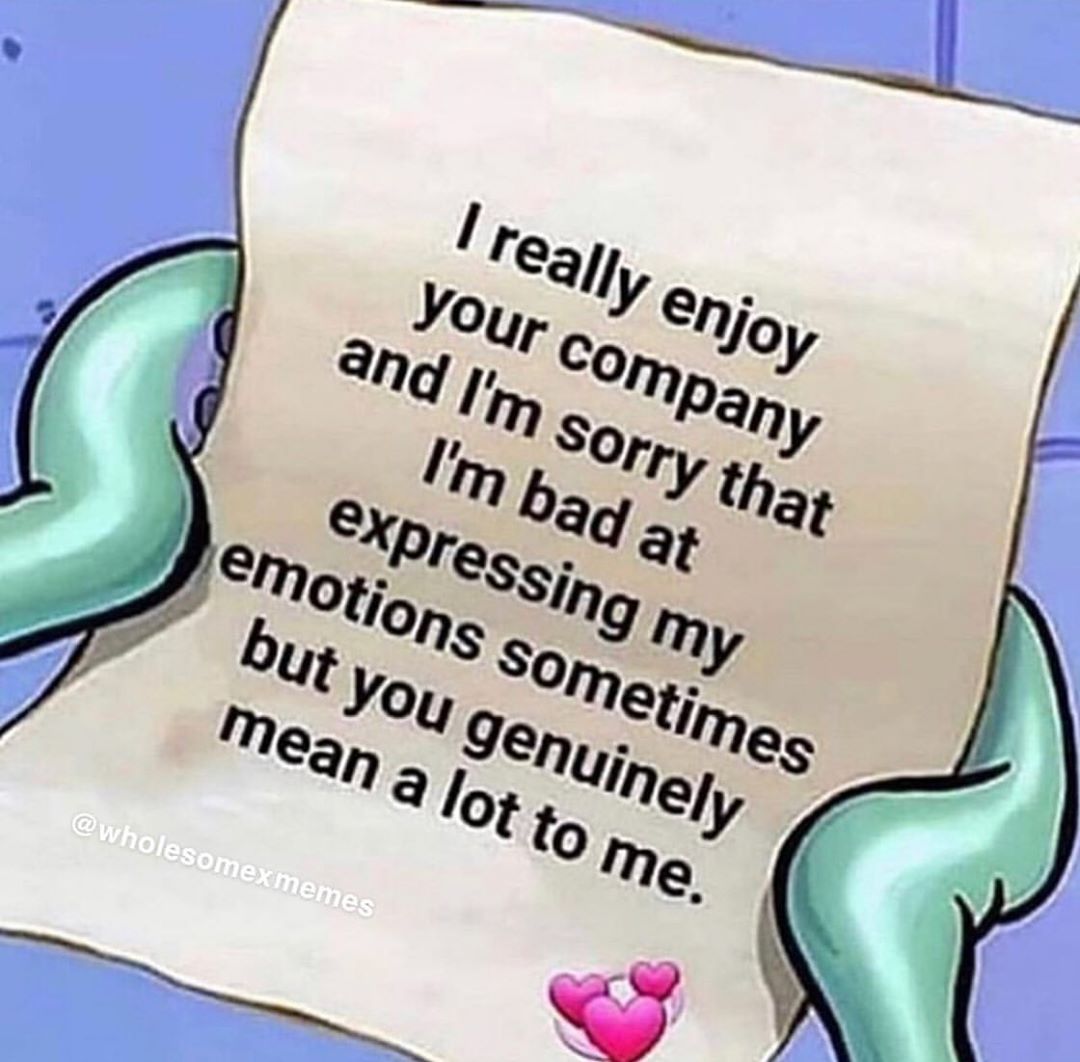 I really enjoy
your company
and I'm sorry that
I'm bad at
expressing my
emotions sometimes
but you genuinely
mean a lot to me.
@wholesomexmemes